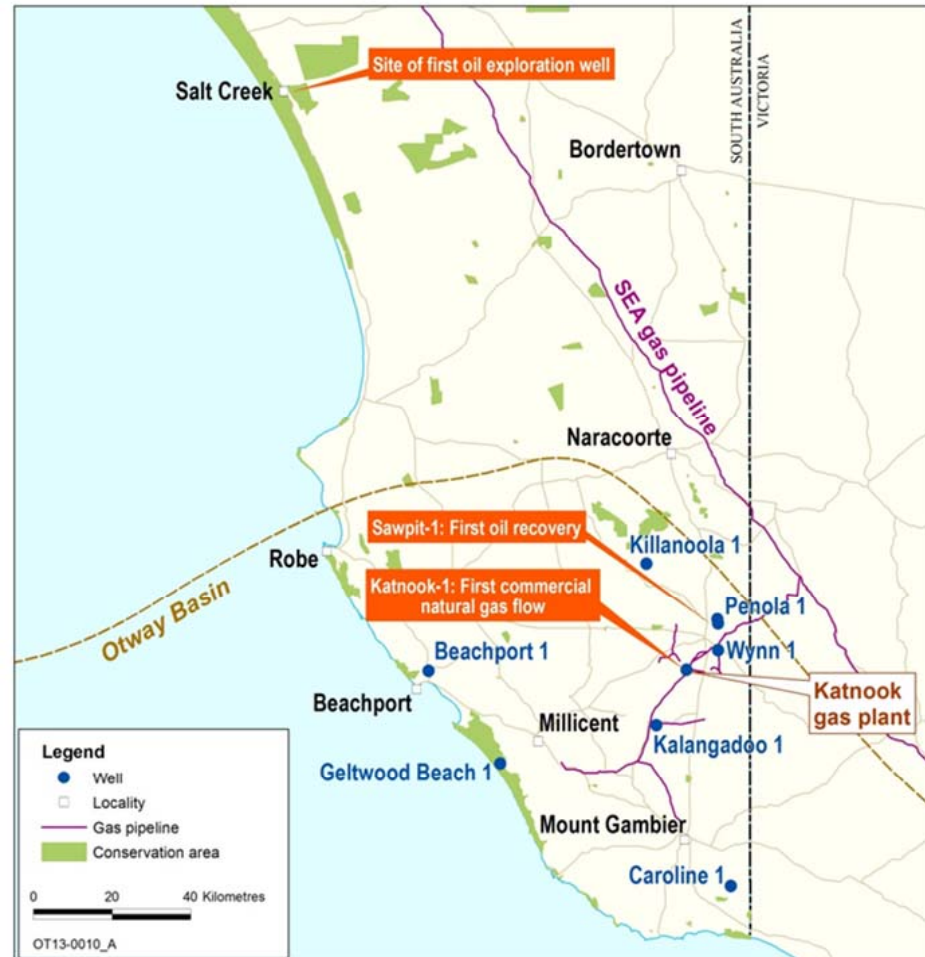 Site of first oil exploration well
Salt Creek
SOUTH AUSTRALIA
VICTORIA
Bordertown
SEA gas pipeline
Naracoorte
Sawpit-1: First oil recovery
Killanoola 1
Robe
Katnook-1: First commercial
natural gas flow
Penola 1
Otway Basin
Wynn 1
Beachport 1
Beachport
Katnook
gas plant
Millicent
Kalangadoo 1
Geltwood Beach 1
Mount Gambier
Caroline 1
Legend
Well
Locality
Gas pipeline
Conservation area
0 20 40 Kilometres
OT13-0010_A